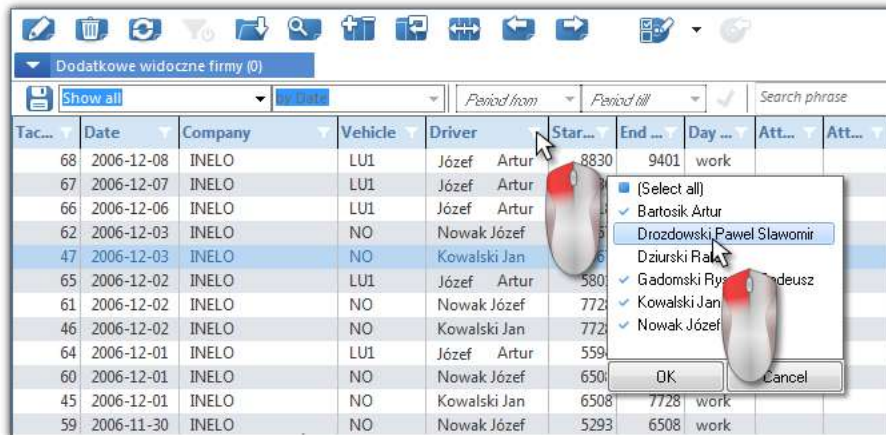 Dodatkowe widoczne firmy (0)
Show all by Date Period from Period till Search phrase
Tac... Date Company Vehicle Driver Star... End ... Day ... Att... Att...
68 2006-12-08 INELO LU1 Józef Artur 8830 9401 work
67 2006-12-07 INELO LU1 Józef Artur
66 2006-12-06 INELO LU1 Józef Artur
62 2006-12-03 INELO NO Nowak Józef
47 2006-12-03 INELO NO Kowalski Jan
65 2006-12-02 INELO LU1 Józef Artur 580
61 2006-12-02 INELO NO Nowak Józef 772
46 2006-12-02 INELO NO Kowalski Jan 772
64 2006-12-01 INELO LU1 Józef Artur 559
60 2006-12-01 INELO NO Nowak Józef 650
45 2006-12-01 INELO NO Kowalski Jan 6508 7728 work
59 2006-11-30 INELO NO Nowak Józef 5293 6508 work
(Select all)
Bartosik Artur
Drozdowski Pawel Slawomir
Dziurski
Gadomski
Kowalski Jan
Nowak Józef
OK Cancel